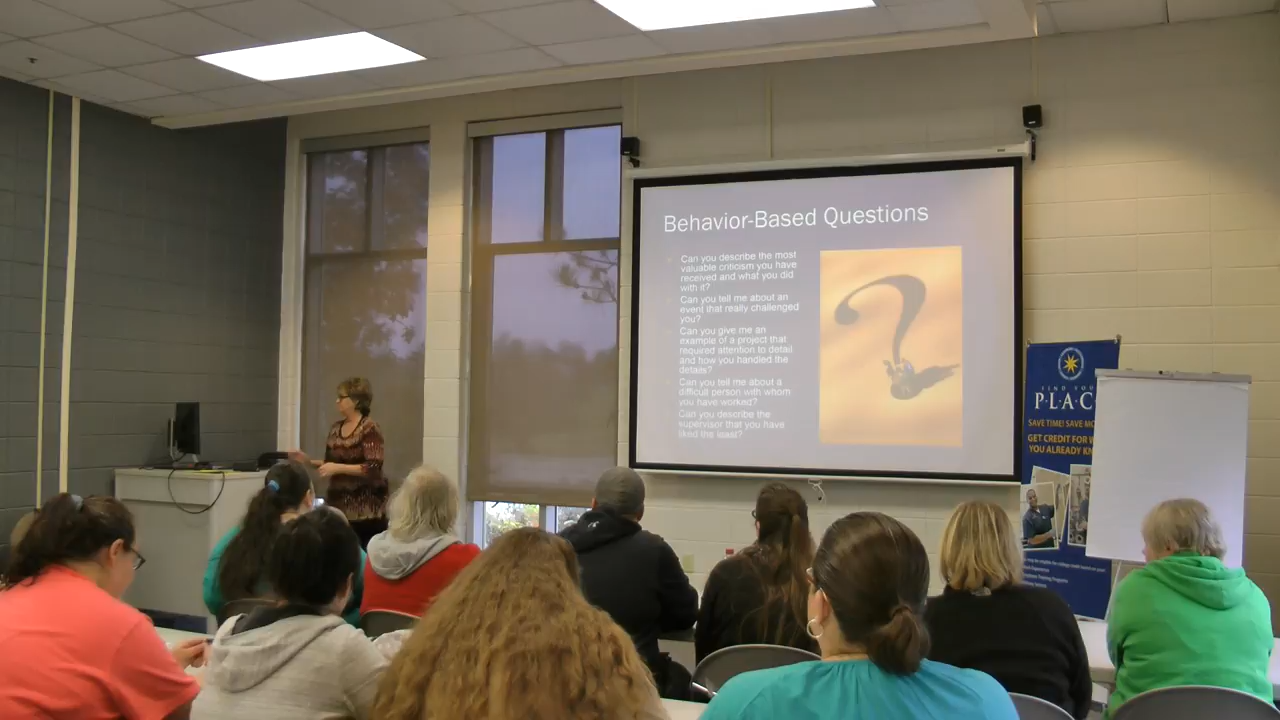 Behavior-Based Questions
Can you describe the most
valuable criticism you have
received and what you did
with it?
Can you tell me about an
event that really challenged
you?
Can you give me an
example of a project that
required attention to detail
and how you handled the
details?
Can you tell me about a
difficult person with whom
you have worked?
Can you describe the
supervisor that you have
liked the least?
FIND YOU
P·L·A·C
SAVE TIME! SAVE MO
GET CREDIT FOR W
YOU ALREADY KN